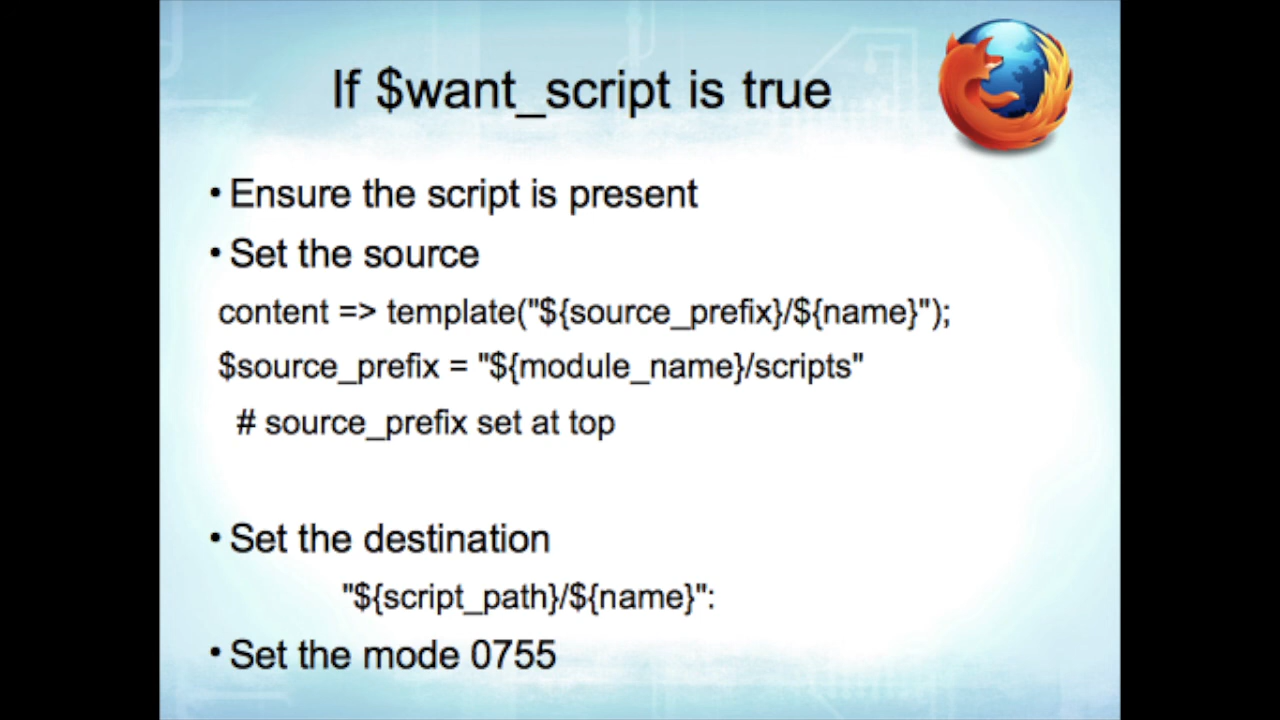 If $want_script is true
• Ensure the script is present
• Set the source
content => template("${source_prefix}/${name}");
$source_prefix = "${module_name}/scripts"
# source_prefix set at top
• Set the destination
"${script_path}/${name}":
• Set the mode 0755